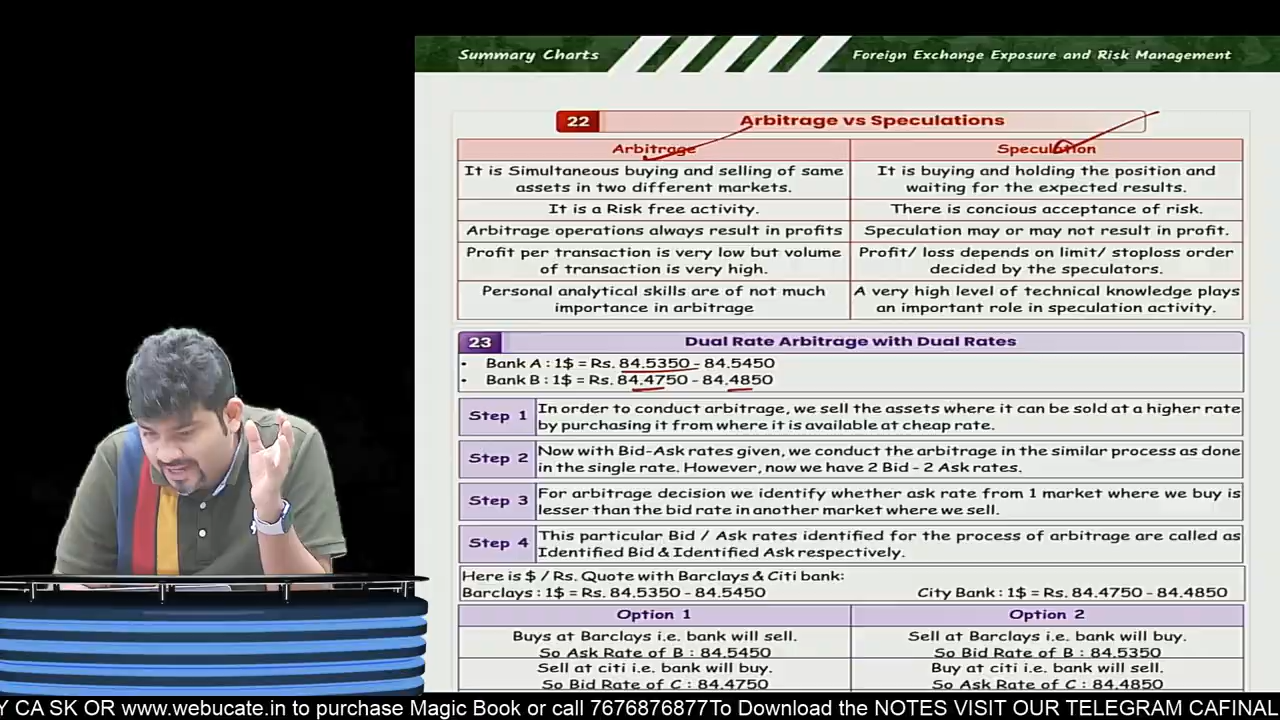 Summary Charts
Foreign Exchange Exposure and Risk Management
22 Arbitrage vs Speculations
Arbitrage
Speculation
It is Simultaneous buying and selling of same
assets in two different markets.
It is buying and holding the position and
waiting for the expected results.
It is a Risk free activity.
There is concious acceptance of risk.
Arbitrage operations always result in profits
Speculation may or may not result in profit.
Profit per transaction is very low but volume
of transaction is very high.
Profit/ loss depends on limit/ stoploss order
decided by the speculators.
Personal analytical skills are of not much
importance in arbitrage
A very high level of technical knowledge plays
an important role in speculation activity.
23 Dual Rate Arbitrage with Dual Rates
• Bank A : 1$ = Rs. 84.5350 - 84.5450
• Bank B : 1$ = Rs. 84.4750 - 84.4850
Step 1
In order to conduct arbitrage, we sell the assets where it can be sold at a higher rate
by purchasing it from where it is available at cheap rate.
Step 2
Now with Bid-Ask rates given, we conduct the arbitrage in the similar process as done
in the single rate. However, now we have 2 Bid - 2 Ask rates.
Step 3
For arbitrage decision we identify whether ask rate from 1 market where we buy is
lesser than the bid rate in another market where we sell.
Step 4
This particular Bid / Ask rates identified for the process of arbitrage are called as
Identified Bid & Identified Ask respectively.
Here is $ / Rs. Quote with Barclays & Citi bank:
Barclays : 1$ = Rs. 84.5350 - 84.5450
City Bank : 1$ = Rs. 84.4750 - 84.4850
Option 1
Option 2
Buys at Barclays i.e. bank will sell.
So Ask Rate of B : 84.5450
Sell at Barclays i.e. bank will buy.
So Bid Rate of B : 84.5350
Sell at citi i.e. bank will buy.
So Bid Rate of C : 84.4750
Buy at citi i.e. bank will sell.
So Ask Rate of C : 84.4850
Y CA SK OR www.webucate.in to purchase Magic Book or call 7676876877To Download the NOTES VISIT OUR TELEGRAM CAFINAL